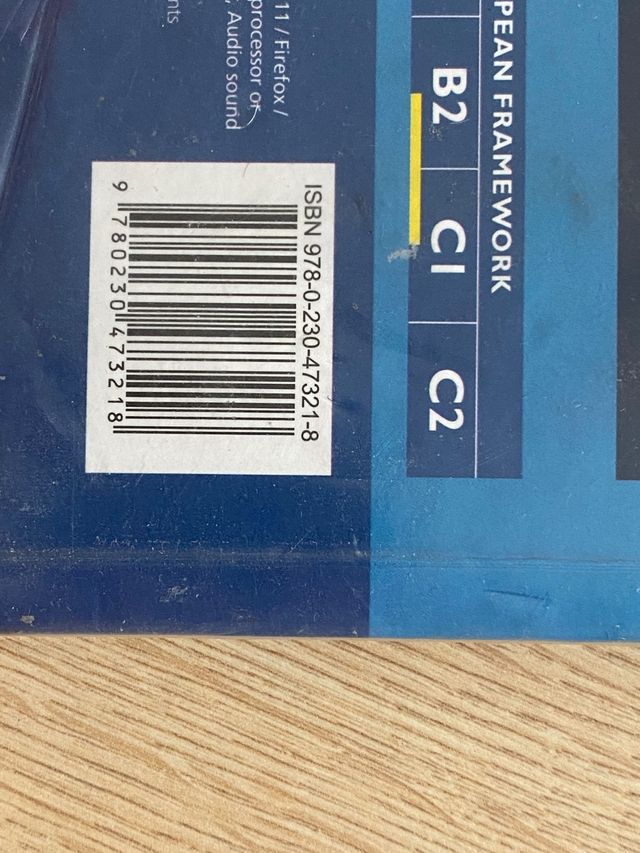 nts
11 / Firefox /
processor or
, Audio sound
PEAN FRAMEWORK
B2
C1
C2
ISBN 978-0-230-47321-8
9 780230 473218